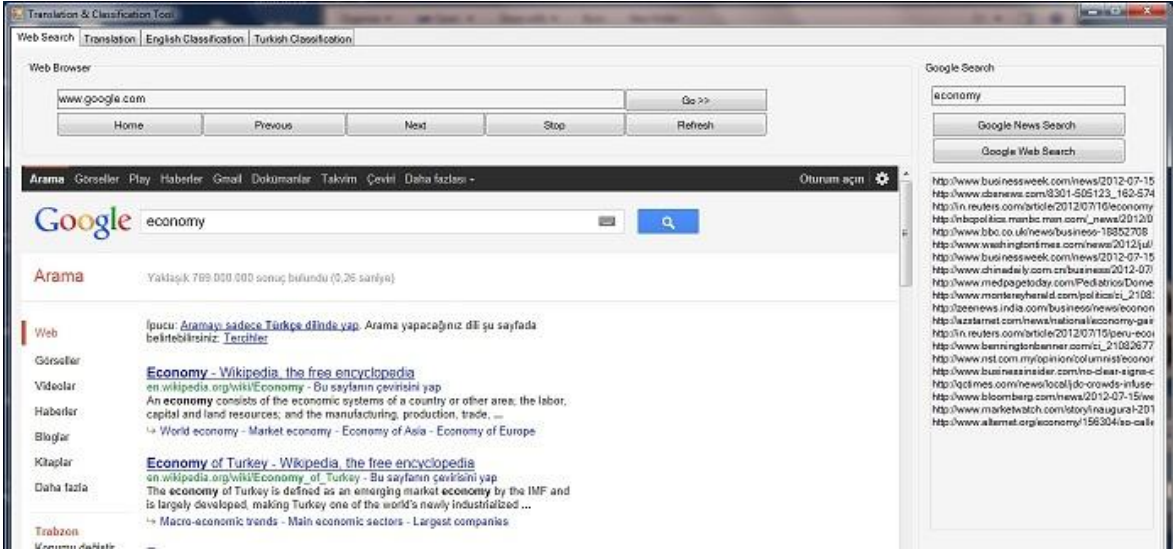 Translation & Classification Tool
Web Search Translation English Classification Turkish Classification
Web Browser
www.google.com Go >>
Home Prevous Next Stop Refresh
Arama Görseller Play Haberler Gmail Dokümanlar Takvim Çeviri Daha fazlası Oturum açın
Google economy
Arama Yaklaşık 769.000.000 sonuç bulundu (0,26 saniye)
Web
Görseller
Videolar
Haberler
Bloglar
Kitaplar
Daha fazla
Trabzon
Konumu değiştir
İpucu: Aramayı sadece Türkçe dilinde yap. Arama yapacağınız dili şu sayfada
belirtebilirsiniz: Tercihler
Economy - Wikipedia, the free encyclopedia
en.wikipedia.org/wiki/Economy - Bu sayfanın çevirisini yap
An economy consists of the economic systems of a country or other area; the labor,
capital and land resources; and the manufacturing, production, trade, ...
World economy - Market economy - Economy of Asia - Economy of Europe
Economy of Turkey - Wikipedia, the free encyclopedia
en.wikipedia.org/wiki/Economy_of_Turkey - Bu sayfanın çevirisini yap
The economy of Turkey is defined as an emerging market economy by the IMF and
is largely developed, making Turkey one of the world's newly industrialized ...
Macro-economic trends - Main economic sectors - Largest companies
Google Search
economy
Google News Search
Google Web Search
http://www.businessweek.com/news/2012-07-15
http://www.cbsnews.com/8301-505123_162-574
http://in.reuters.com/article/2012/07/16/economy
http://nbcpolitics.msnbc.msn.com/_news/2012/0
http://www.bbc.co.uk/news/business-18852708
http://www.washingtontimes.com/news/2012/jul/
http://www.businessweek.com/news/2012-07-15
http://www.chinadaily.com.cn/business/2012-07/
http://www.medpagetoday.com/Pediatrics/Dome
http://www.montereyherald.com/politics/ci_2108
http://zeenews.india.com/business/news/econon
http://azstarnet.com/news/national/economy-gair
http://in.reuters.com/article/2012/07/15/peru-ecor
http://www.benningtonbanner.com/ci_21082677
http://www.nst.com.my/opinion/columnist/econor
http://www.businessinsider.com/no-clear-signs-c
http://qctimes.com/news/local/jdc-crowds-infuse-
http://www.bloomberg.com/news/2012-07-15/we
http://www.marketwatch.com/story/inaugural-201
http://www.alternet.org/economy/156304/so-calle